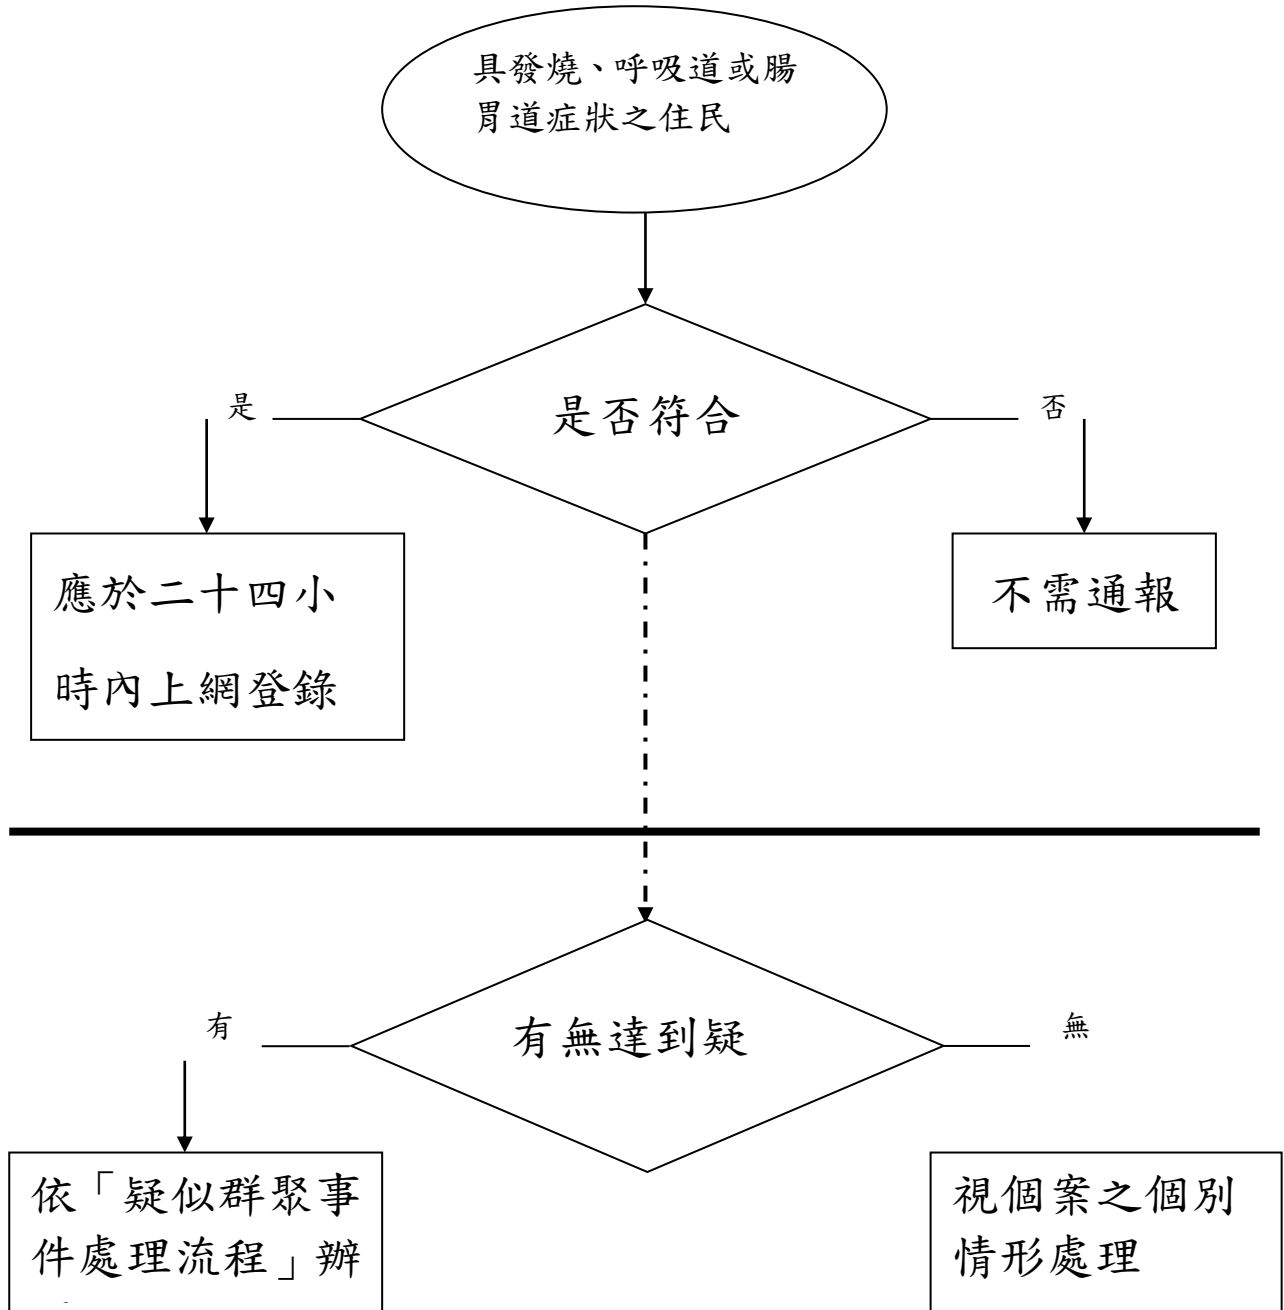 具發燒、呼吸道或腸
胃道症狀之住民
是否符合
是
否
應於二十四小
時內上網登錄
不需通報
有無達到疑
有
無
依「疑似群聚事
件處理流程」辦
視個案之個別
情形處理